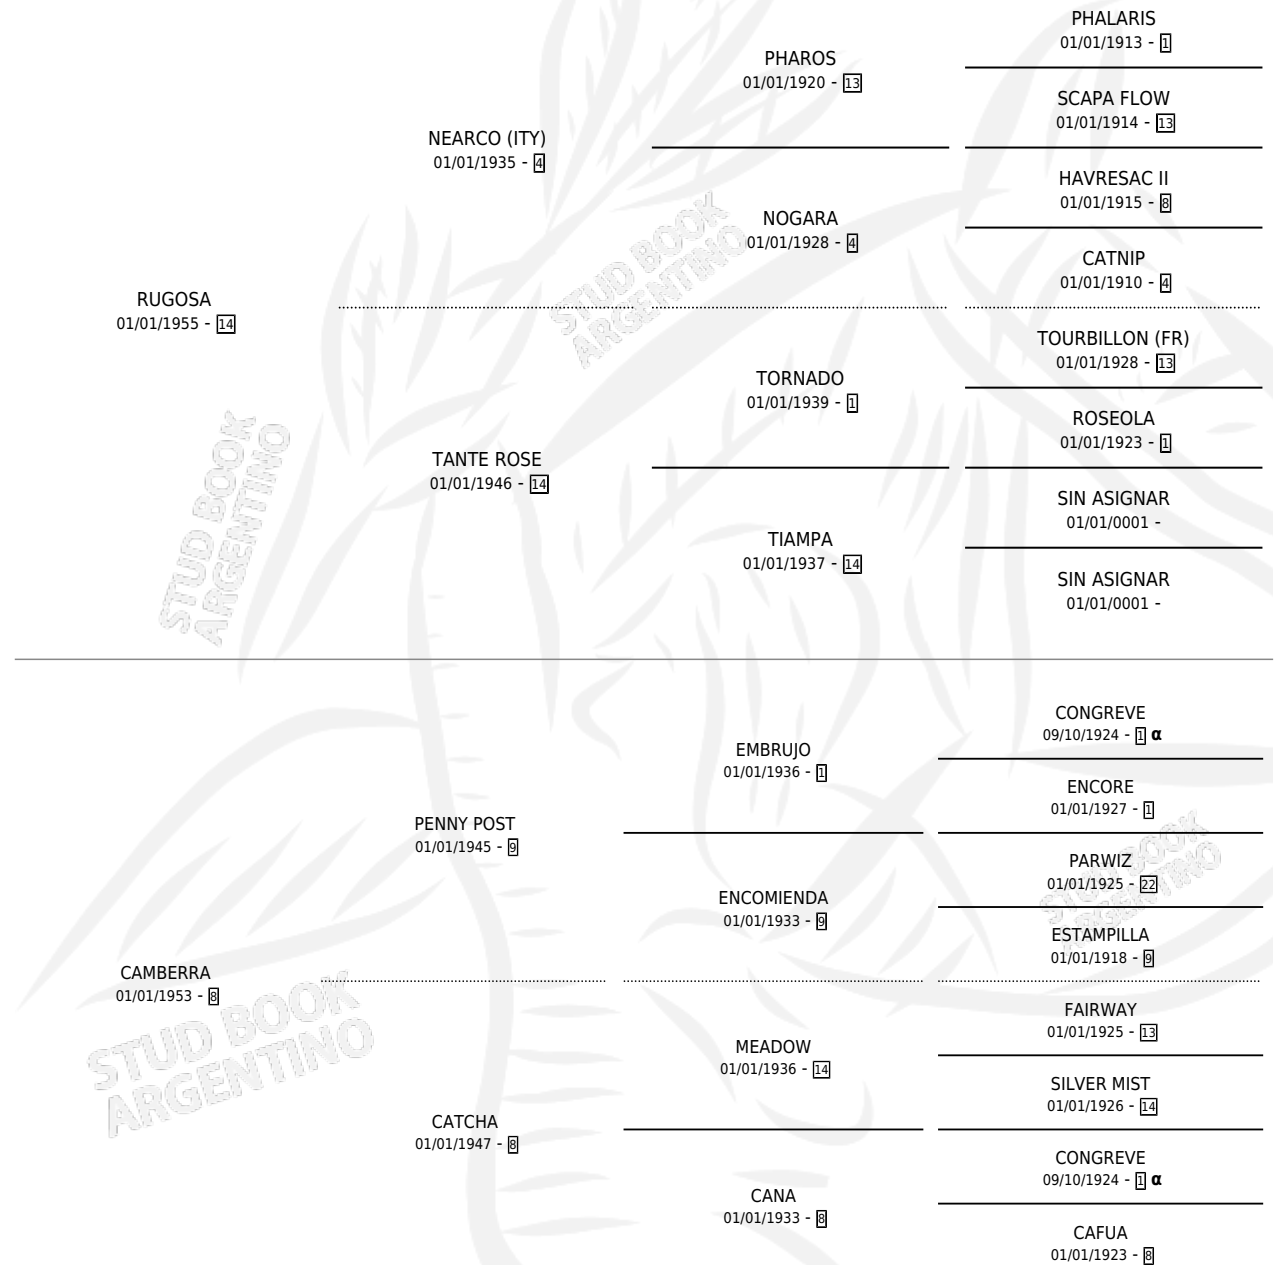 PHALARIS
01/01/1913 - 1
PHAROS
01/01/1920 - 13
SCAPA FLOW
01/01/1914 - 13
NEARCO (ITY)
01/01/1935 - 4
HAVRESAC II
01/01/1915 - 8
NOGARA
01/01/1928 - 4
CATNIP
01/01/1910 - 4
RUGOSA
01/01/1955 - 14
TOURBILLON (FR)
01/01/1928 - 13
TORNADO
01/01/1939 - 1
ROSEOLA
01/01/1923 - 1
TANTE ROSE
01/01/1946 - 14
SIN ASIGNAR
01/01/0001 -
TIAMPA
01/01/1937 - 14
SIN ASIGNAR
01/01/0001 -
CONGREVE
09/10/1924 - 1 α
EMBRUJO
01/01/1936 - 1
ENCORE
01/01/1927 - 1
PENNY POST
01/01/1945 - 9
PARWIZ
01/01/1925 - 22
ENCOMIENDA
01/01/1933 - 9
ESTAMPILLA
01/01/1918 - 9
CAMBERRA
01/01/1953 - 8
FAIRWAY
01/01/1925 - 13
MEADOW
01/01/1936 - 14
SILVER MIST
01/01/1926 - 14
CATCHA
01/01/1947 - 8
CONGREVE
09/10/1924 - 1 α
CANA
01/01/1933 - 8
CAFUA
01/01/1923 - 8
STUD BOOK
ARGENTINO
STUD BOOK
ARGENTINO
STUD BOOK
ARGENTINO
STUD BOOK
ARGENTINO